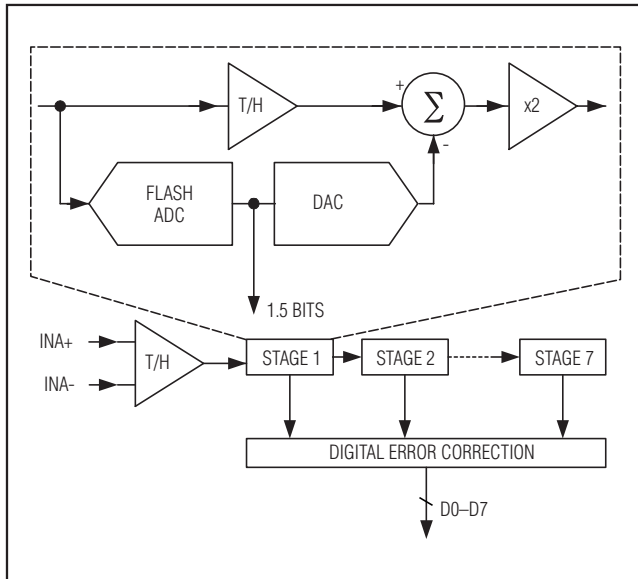 T/H
+
Σ
-
x2
FLASH
ADC
DAC
1.5 BITS
INA+
INA-
T/H
STAGE 1
STAGE 2
STAGE 7
DIGITAL ERROR CORRECTION
D0–D7